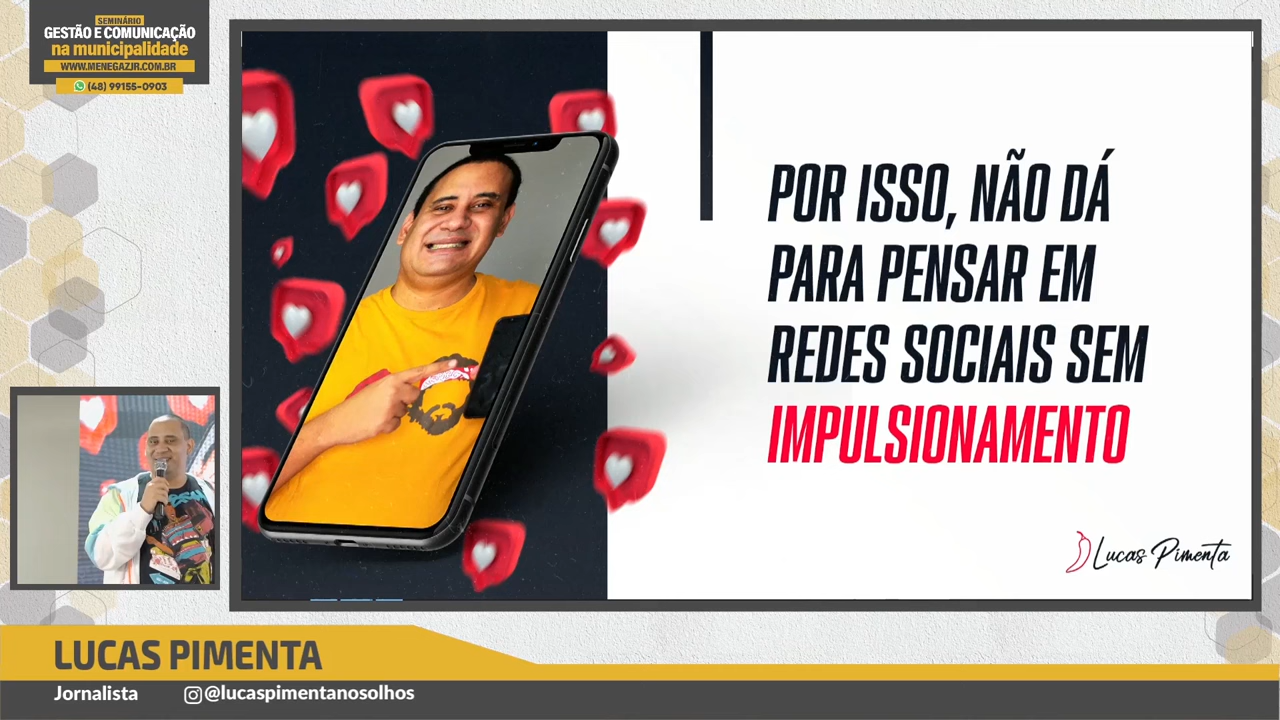 SEMINÁRIO
GESTÃO E COMUNICAÇÃO
na municipalidade
WWW.MENEGAZJR.COM.BR
(48) 99155-0903
POR ISSO, NÃO DÁ
PARA PENSAR EM
REDES SOCIAIS SEM
IMPULSIONAMENTO
Lucas Pimenta
LUCAS PIMENTA
Jornalista
@lucaspimentanosolhos